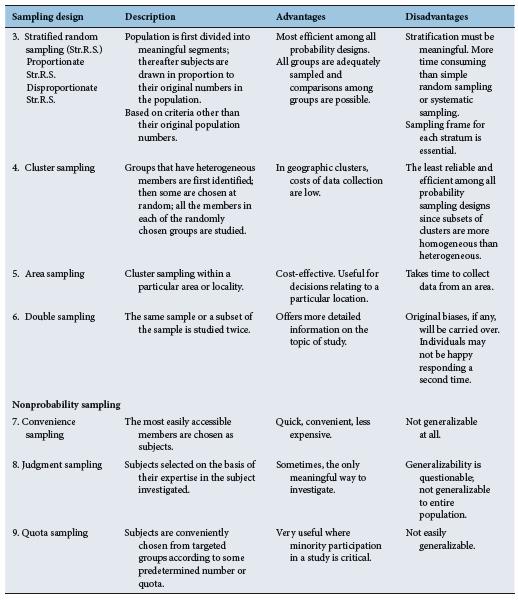 Sampling design Description Advantages Disadvantages
3. Stratified random
sampling (Str.R.S.)
Proportionate
Str.R.S.
Disproportionate
Str.R.S.
Population is first divided into
meaningful segments;
thereafter subjects are
drawn in proportion to
their original numbers in
the population.
Based on criteria other than
their original population
numbers.
Most efficient among all
probability designs.
All groups are adequately
sampled and
comparisons among
groups are possible.
Stratification must be
meaningful. More
time consuming
than simple
random sampling
or systematic
sampling.
Sampling frame for
each stratum is
essential.
4. Cluster sampling
Groups that have heterogeneous
members are first identified;
then some are chosen at
random; all the members in
each of the randomly
chosen groups are studied.
In geographic clusters,
costs of data collection
are low.
The least reliable and
efficient among all
probability
sampling designs
since subsets of
clusters are more
homogeneous than
heterogeneous.
5. Area sampling
Cluster sampling within a
particular area or locality.
Cost-effective. Useful for
decisions relating to a
particular location.
Takes time to collect
data from an area.
6. Double sampling
The same sample or a subset of
the sample is studied twice.
Offers more detailed
information on the
topic of study.
Original biases, if any,
will be carried over.
Individuals may
not be happy
responding a
second time.
Nonprobability sampling
7. Convenience
sampling
The most easily accessible
members are chosen as
subjects.
Quick, convenient, less
expensive.
Not generalizable
at all.
8. Judgment sampling
Subjects selected on the basis of
their expertise in the subject
investigated.
Sometimes, the only
meaningful way to
investigate.
Generalizability is
questionable;
not generalizable
to entire
population.
9. Quota sampling
Subjects are conveniently
chosen from targeted
groups according to some
predetermined number or
quota.
Very useful where
minority participation
in a study is critical.
Not easily
generalizable.